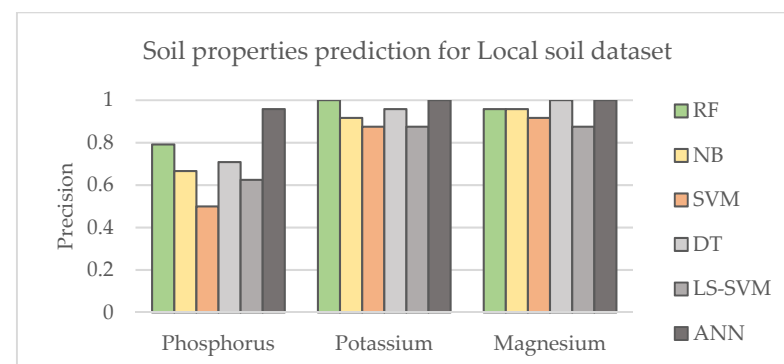 Soil properties prediction for Local soil dataset
Precision
1
0.8
0.6
0.4
0.2
0
Phosphorus Potassium Magnesium
RF
NB
SVM
DT
LS-SVM
ANN